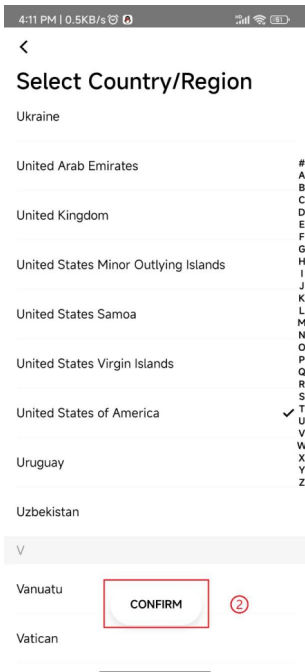 4:11 PM | 0.5KB/s
Select Country/Region
Ukraine
United Arab Emirates
United Kingdom
United States Minor Outlying Islands
United States Samoa
United States Virgin Islands
United States of America
Uruguay
Uzbekistan
V
Vanuatu
CONFIRM
②
Vatican
#
A
B
C
D
E
F
G
H
I
J
K
L
M
N
O
P
Q
R
S
T
U
V
W
X
Y
Z